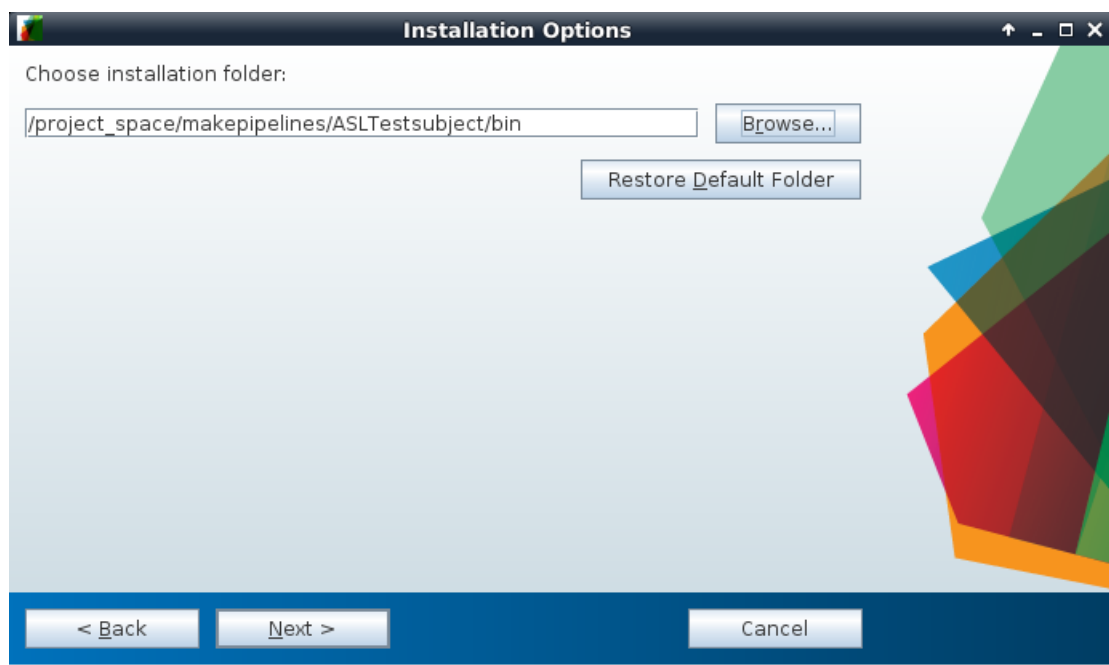 Installation Options
Choose installation folder:
/project_space/makepipelines/ASLTestsubject/bin
Browse...
Restore Default Folder
< Back
Next >
Cancel